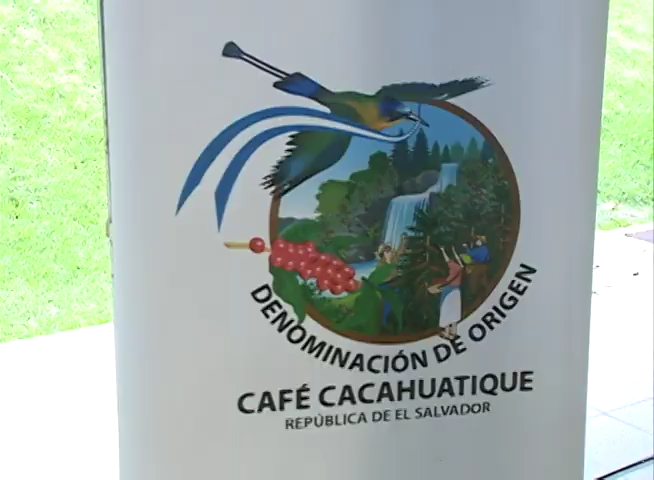 DENOMINACIÓN DE ORIGEN
CAFÉ CACAHUATIQUE
REPÚBLICA DE EL SALVADOR